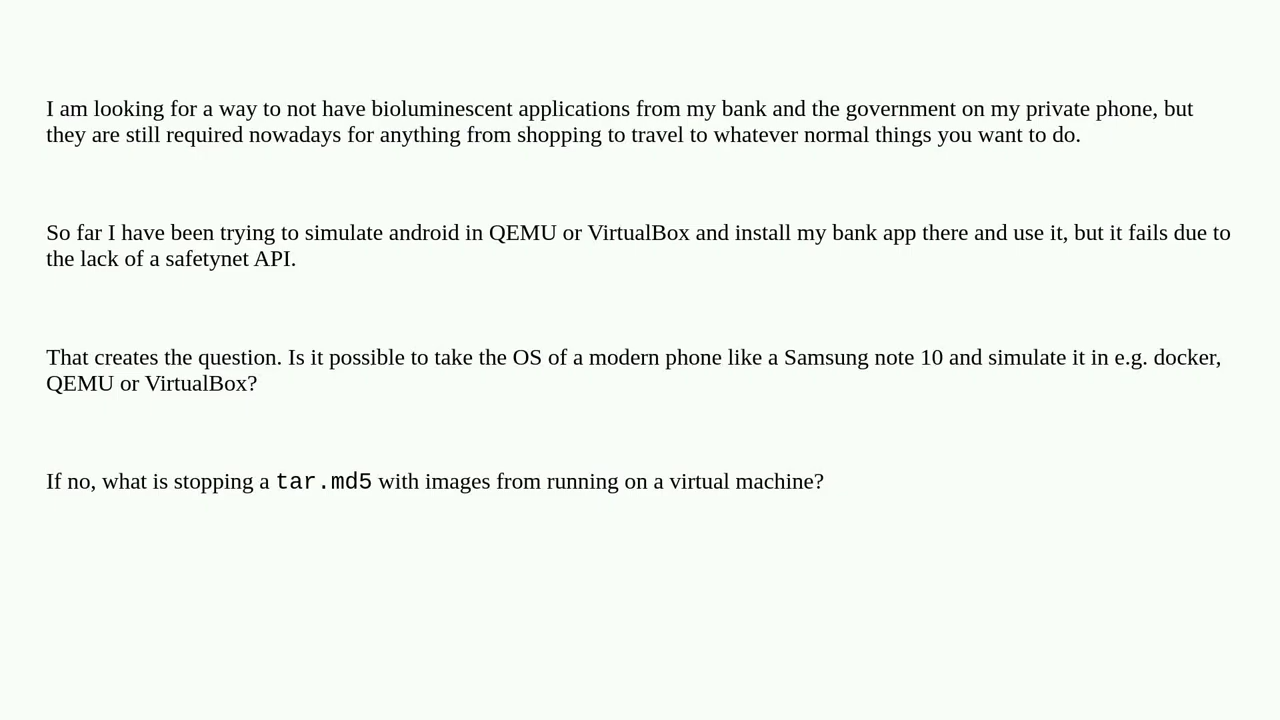 I am looking for a way to not have bioluminescent applications from my bank and the government on my private phone, but
they are still required nowadays for anything from shopping to travel to whatever normal things you want to do.
So far I have been trying to simulate android in QEMU or VirtualBox and install my bank app there and use it, but it fails due to
the lack of a safetynet API.
That creates the question. Is it possible to take the OS of a modern phone like a Samsung note 10 and simulate it in e.g. docker,
QEMU or VirtualBox?
If no, what is stopping a tar.md5 with images from running on a virtual machine?